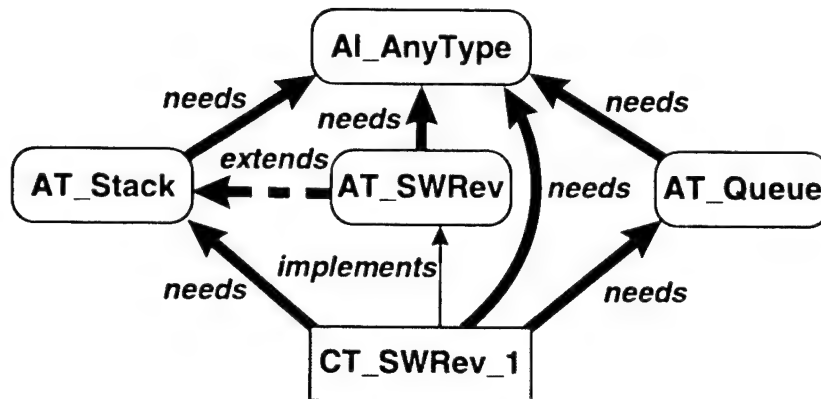 AI_AnyType
needs
needs
needs
extends
AT_Stack
AT_SWRev
needs
AT_Queue
implements
needs
needs
CT_SWRev_1